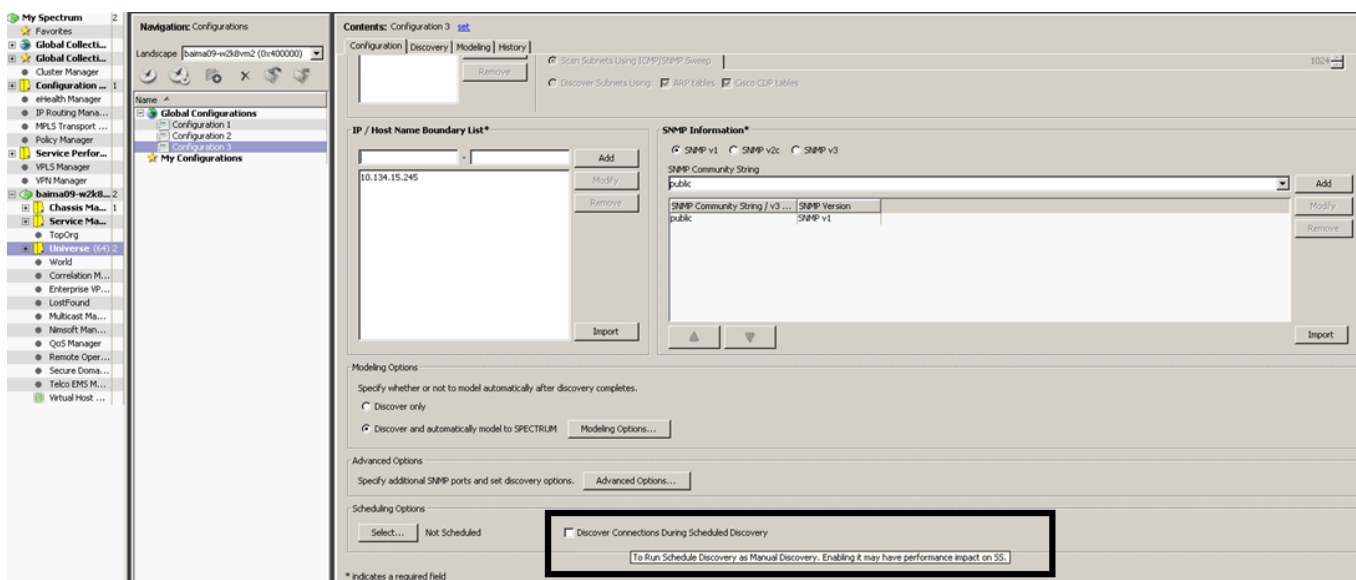 My Spectrum 2
Favorites
Global Collecti...
Global Collecti...
Cluster Manager
Configuration ... 1
eHealth Manager
IP Routing Mana...
MPLS Transport ...
Policy Manager
Service Perfor...
VPLS Manager
VPN Manager
baima09-w2k8... 2
Chassis Ma... 1
Service Ma...
TopOrg
Universe (64) 2
World
Correlation M...
Enterprise VP...
LostFound
Multicast Ma...
Nimsoft Man...
QoS Manager
Remote Oper...
Secure Doma...
Telco EMS M...
Virtual Host ...
Navigation: Configurations
Landscape baima09-w2k8vm2 (0x400000)
Name
Global Configurations
Configuration 1
Configuration 2
Configuration 3
My Configurations
Contents: Configuration 3 set
Configuration Discovery Modeling History
Remove
Scan Subnets Using ICMP/SNMP Sweep 1024
Discover Subnets Using: ARP tables Cisco CDP tables
IP / Host Name Boundary List*
- Add
10.134.15.245
Modify
Remove
Import
SNMP Information*
SNMP v1 SNMP v2c SNMP v3
SNMP Community String
public Add
SNMP Community String / v3 ... SNMP Version
public SNMP v1
Modify
Remove
Import
Modeling Options
Specify whether or not to model automatically after discovery completes.
Discover only
Discover and automatically model to SPECTRUM Modeling Options...
Advanced Options
Specify additional SNMP ports and set discovery options. Advanced Options...
Scheduling Options
Select... Not Scheduled Discover Connections During Scheduled Discovery
To Run Schedule Discovery as Manual Discovery. Enabling it may have performance impact on SS.
* indicates a required field